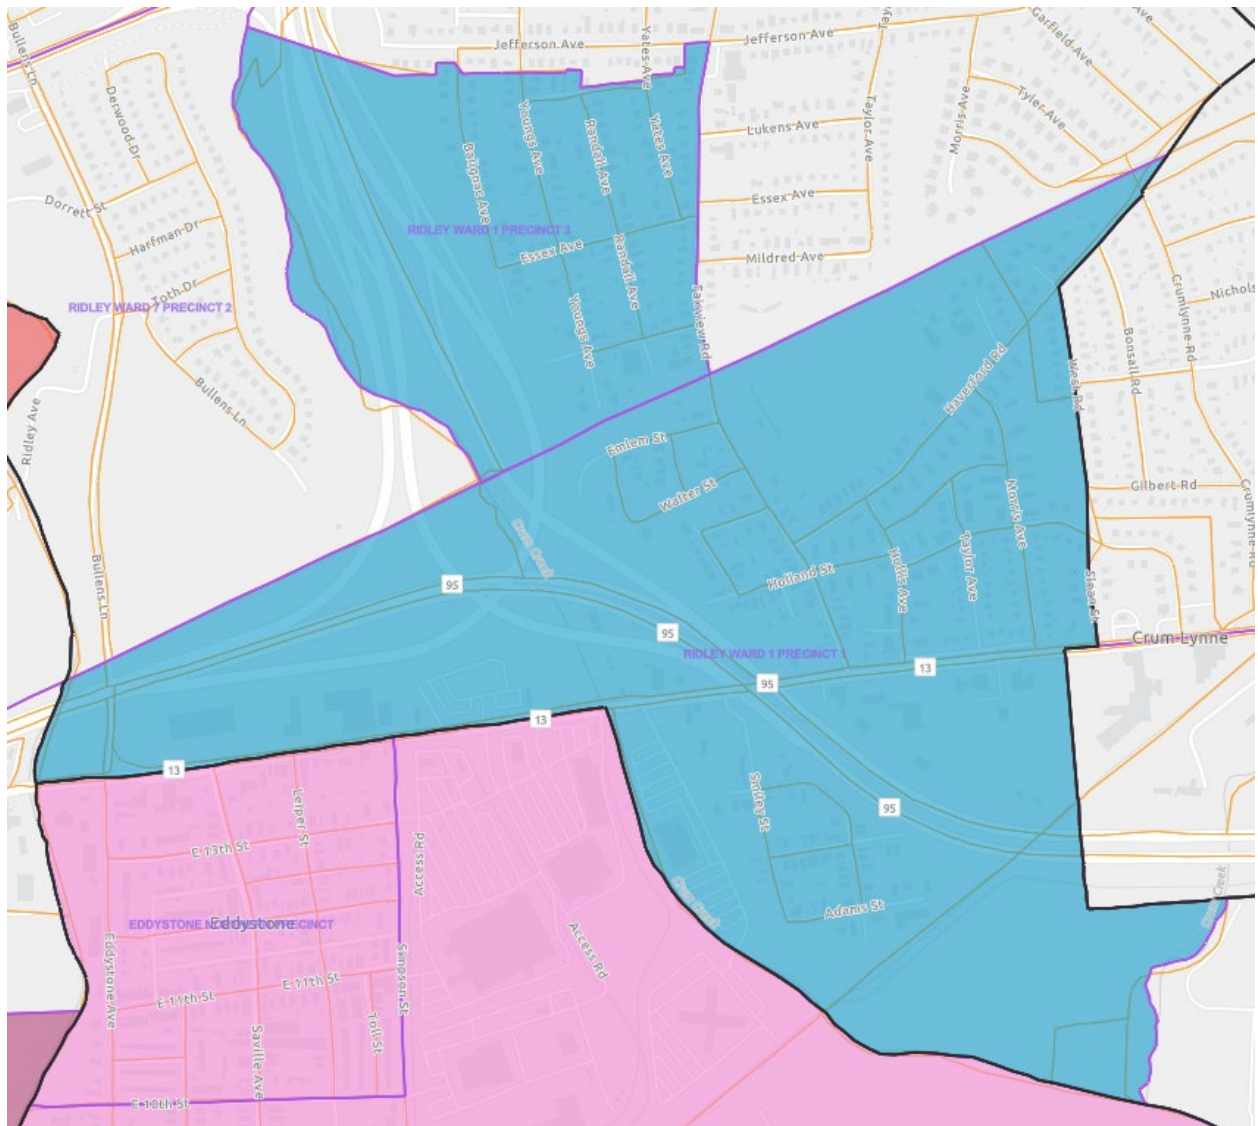 Bullens Ln
Jefferson Ave
Yates Ave
Jefferson Ave
Garfield Ave
Ave
Tay
Derwood Dr
Youngs Ave
Randall Ave
Yates Ave
Lukens Ave
Taylor Ave
Morris Ave
Tyler Ave
Dorrett St
Essex Ave
RIDLEY WARD 1 PRECINCT 3
Harfman Dr
Essex Ave
Randall Ave
Mildred Ave
Crumlynne Rd
Toth Dr
Nichols
RIDLEY WARD 7 PRECINCT 2
Youngs Ave
Fairview Rd
Bonsall Rd
Bullens Ln
Ridley Ave
Haverford Rd
West Rd
Emlem St
Walter St
Morris Ave
Gilbert Rd
Crumlynne Rd
Crum Creek
Bullens Ln
95
Holland St
Taylor Ave
Sloan St
95
Crum Lynne
RIDLEY WARD 1 PRECINCT 1
13
95
13
13
Lerper St
Smiley St
95
E 13th St
Access Rd
Crum Creek
Creek
Adams St
Eddystone
Eddystone Ave
Simpson St
Access Rd
E 11th St
E 11th St
Saville Ave
Toll St
E 10th St